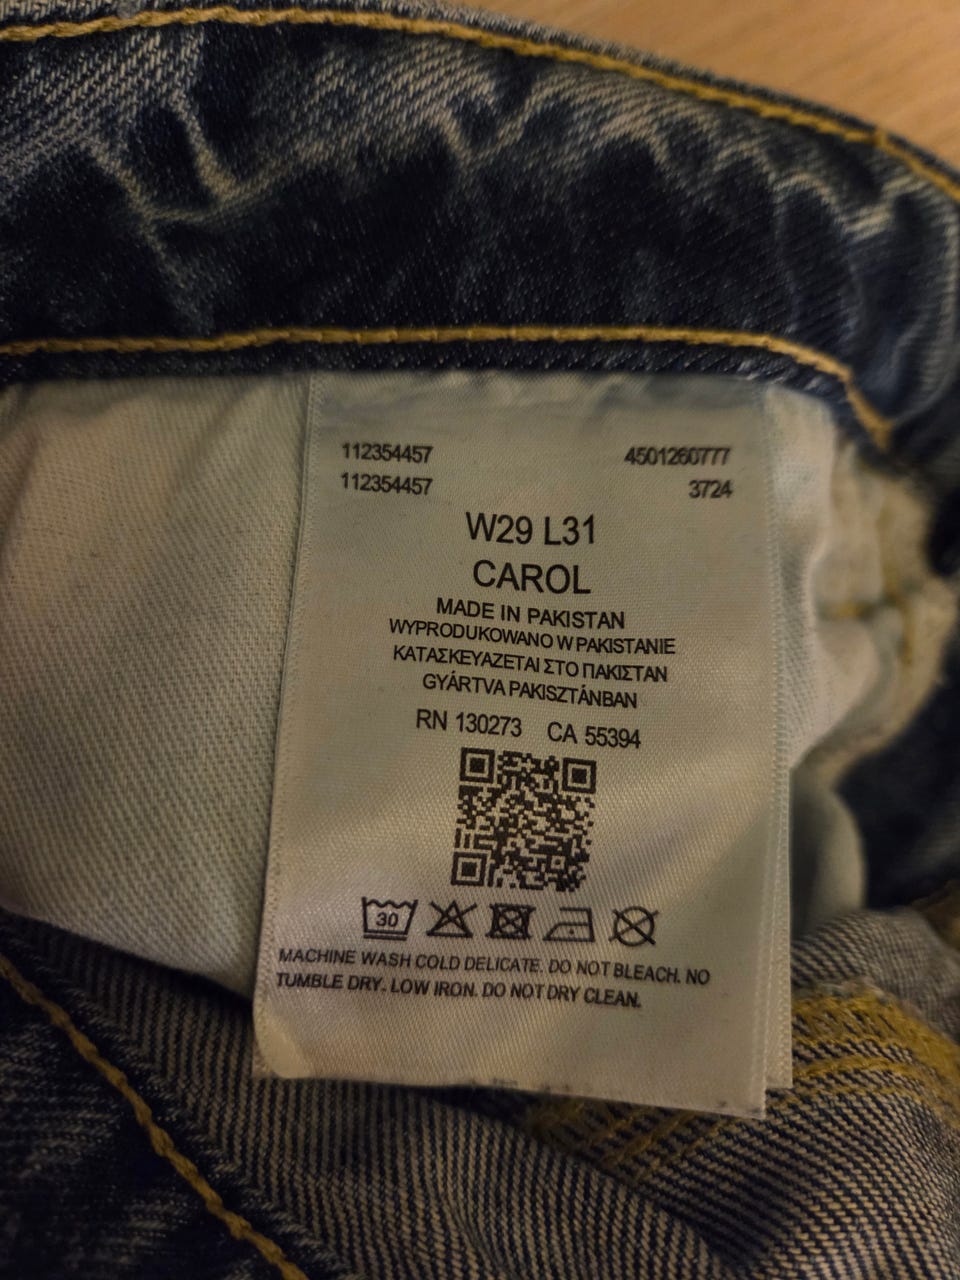 112354457 4501260777
112354457 3724
W29 L31
CAROL
MADE IN PAKISTAN
WYPRODUKOWANO W PAKISTANIE
ΚΑΤΑΣΚΕΥΑΖΕΤΑΙ ΣΤΟ ΠΑΚΙΣΤΑΝ
GYÁRTVA PAKISZTÁNBAN
RN 130273 CA 55394
30
MACHINE WASH COLD DELICATE. DO NOT BLEACH. NO
TUMBLE DRY. LOW IRON. DO NOT DRY CLEAN.